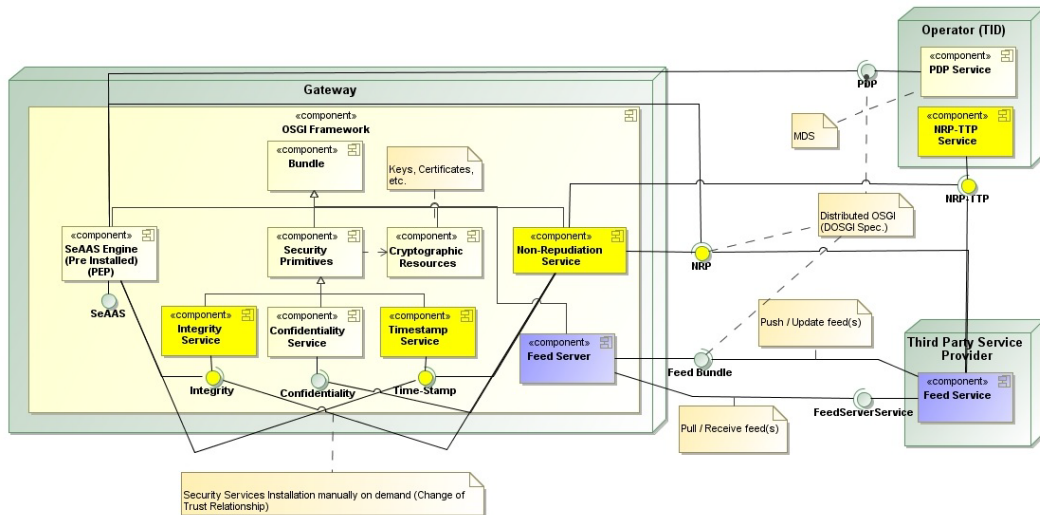 Operator (TID)
«component»
PDP Service
PDP
Gateway
«component»
OSGI Framework
MDS
«component»
NRP-TTP
Service
«component»
Bundle
Keys, Certificates,
etc.
NRP-TTP
Distributed OSGI
(DOSGI Spec.)
«component»
SeAAS Engine
(Pre Installed)
(PEP)
«component»
Security
Primitives
«component»
Cryptographic
Resources
«component»
Non-Repudiation
Service
NRP
SeAAS
«component»
Integrity
Service
«component»
Confidentiality
Service
«component»
Timestamp
Service
«component»
Feed Server
Push / Update feed(s)
Third Party Service
Provider
Feed Bundle
«component»
Feed Service
Integrity
Confidentiality
Time-Stamp
FeedServerService
Pull / Receive feed(s)
Security Services Installation manually on demand (Change of
Trust Relationship)